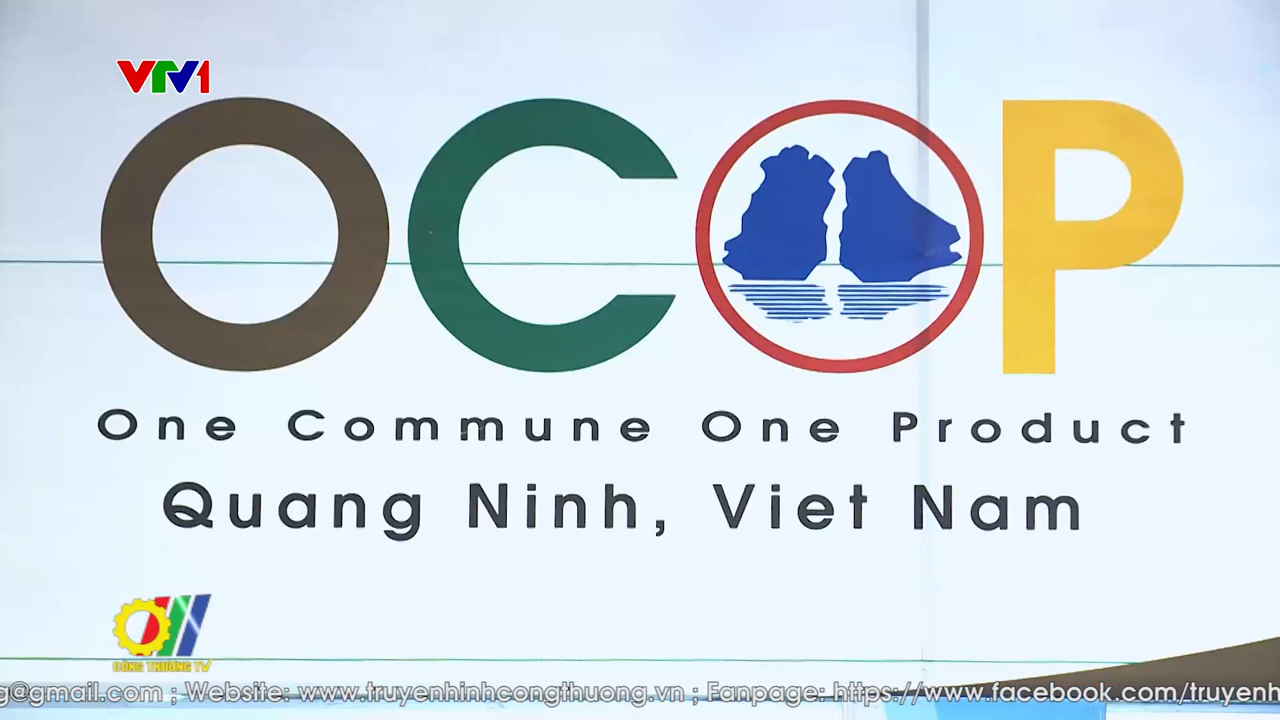 VTV1
OCOP
One Commune One Product
Quang Ninh, Viet Nam
CÔNG THƯƠNG TV
g@gmail.com ; Website: www.truyenhinhcongthuong.vn ; Fanpage: https://www.facebook.com/truyenh